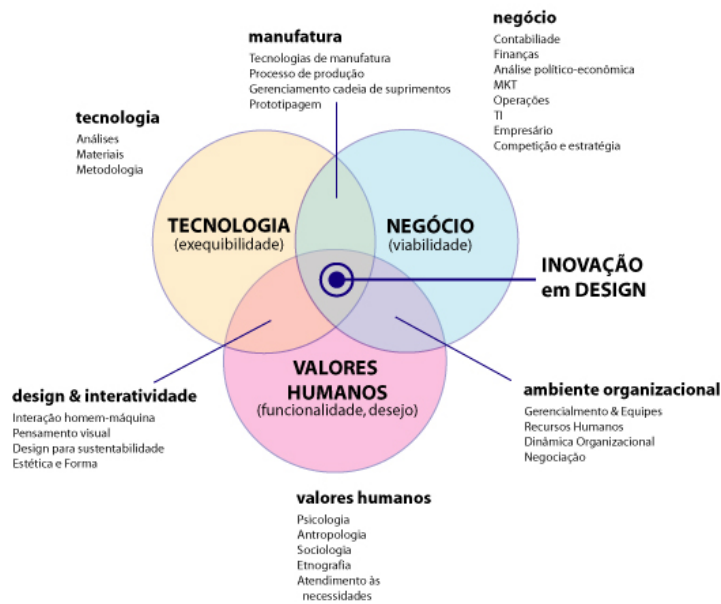 manufatura
Tecnologias de manufatura
Processo de produção
Gerenciamento cadeia de suprimentos
Prototipagem
negócio
Contabiliade
Finanças
Análise político-econômica
MKT
Operações
TI
Empresário
Competição e estratégia
tecnologia
Análises
Materiais
Metodologia
TECNOLOGIA
(exequibilidade)
NEGÓCIO
(viabilidade)
INOVAÇÃO
em DESIGN
VALORES
HUMANOS
(funcionalidade, desejo)
design & interatividade
Interação homem-máquina
Pensamento visual
Design para sustentabilidade
Estética e Forma
ambiente organizacional
Gerencialmento & Equipes
Recursos Humanos
Dinâmica Organizacional
Negociação
valores humanos
Psicologia
Antropologia
Sociologia
Etnografia
Atendimento às
necessidades